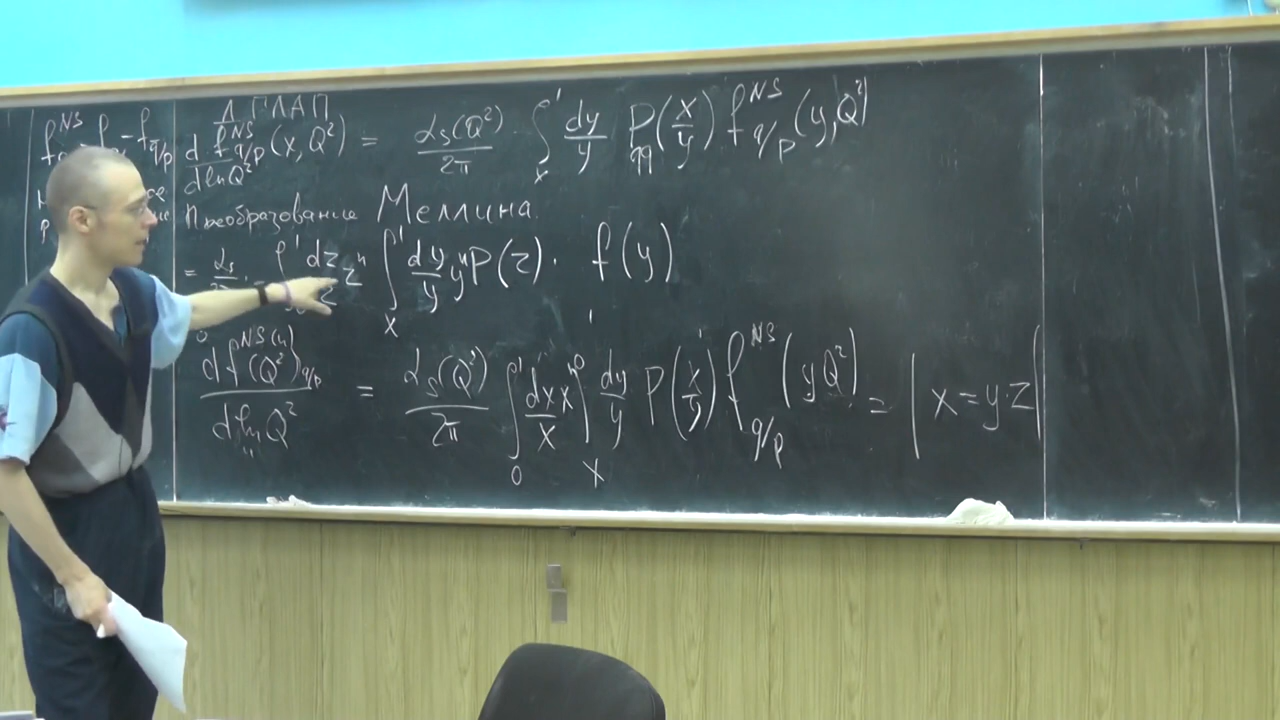 f^{NS} = f - f_{q/p}
ДГЛАП
d f^{NS}_{q/p}(x, Q²) / d ln Q² = α_s(Q²)/2π · ∫_x^1 dy/y P_{qq}(x/y) f^{NS}_{q/p}(y, Q²)
Преобразование Меллина.
= α_s/2π · ∫_0^1 dz/z z^n ∫_x^1 dy/y y^n P(z) · f(y)
d f^{NS(n)}(Q²)_{q/p} / d ln Q² = α_s(Q²)/2π ∫_0^1 dx/x x^n ∫_x^1 dy/y P(x/y) f^{NS}_{q/p}(y Q²) = | x = y·z |